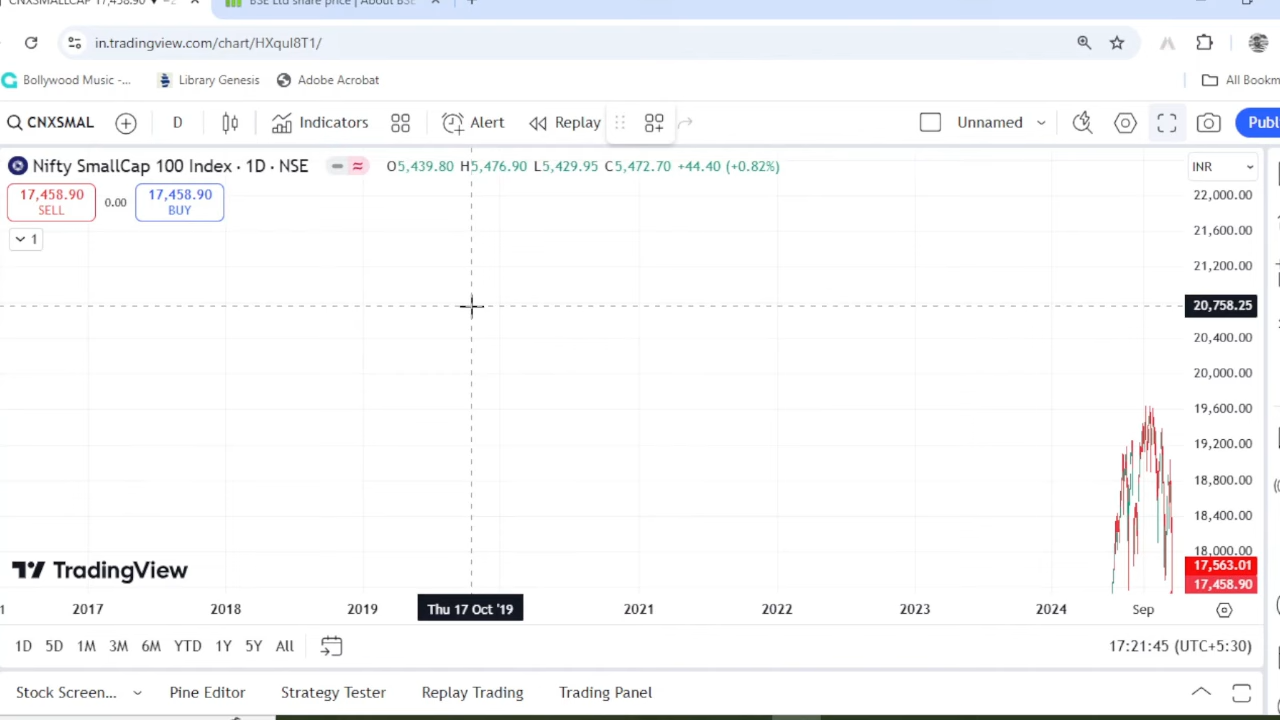 CNXSMALLCAP 17,458.90 ▼ −2
BSE Ltd share price | About BSE
in.tradingview.com/chart/HXquI8T1/
Bollywood Music -... Library Genesis Adobe Acrobat All Bookm
CNXSMAL D Indicators Alert Replay Unnamed Publ
Nifty SmallCap 100 Index · 1D · NSE O5,439.80 H5,476.90 L5,429.95 C5,472.70 +44.40 (+0.82%) INR
17,458.90 0.00 17,458.90
SELL BUY
1
22,000.00
21,600.00
21,200.00
20,758.25
20,400.00
20,000.00
19,600.00
19,200.00
18,800.00
18,400.00
18,000.00
17,563.01
17,458.90
TradingView
2017 2018 2019 Thu 17 Oct '19 2021 2022 2023 2024 Sep
1D 5D 1M 3M 6M YTD 1Y 5Y All 17:21:45 (UTC+5:30)
Stock Screen... Pine Editor Strategy Tester Replay Trading Trading Panel